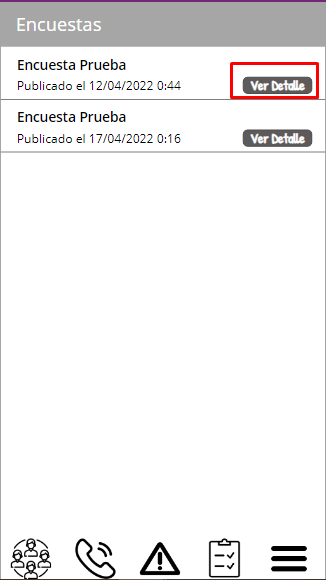 Encuestas
Encuesta Prueba
Publicado el 12/04/2022 0:44
Ver Detalle
Encuesta Prueba
Publicado el 17/04/2022 0:16
Ver Detalle